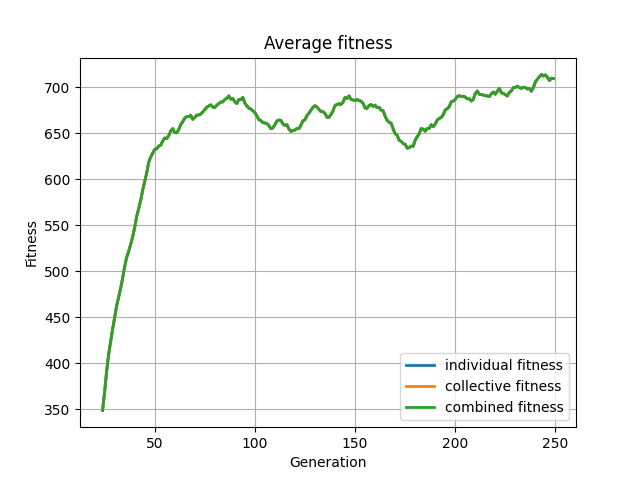 Average fitness
Fitness
700
650
600
550
500
450
400
350
individual fitness
collective fitness
combined fitness
50
100
150
200
250
Generation